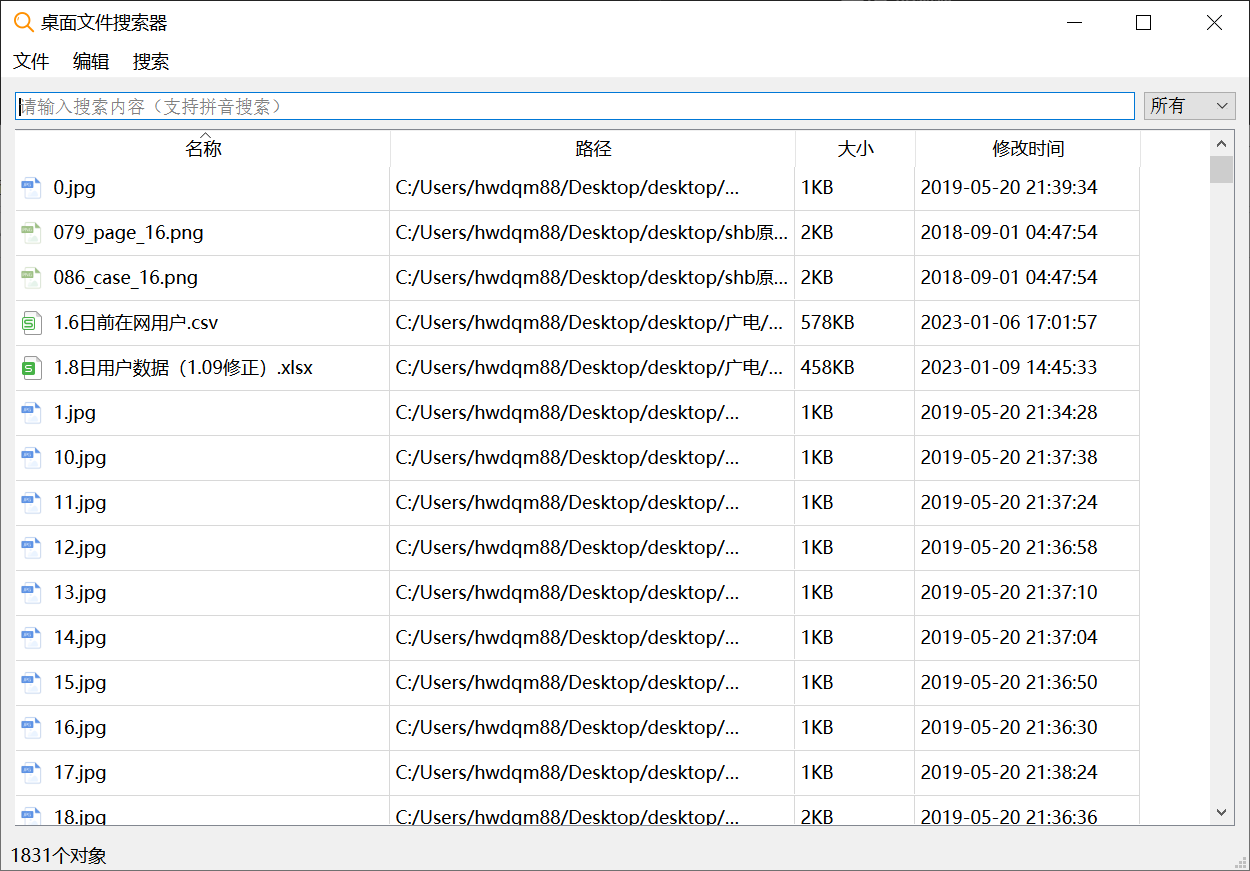 桌面文件搜索器
文件 编辑 搜索
请输入搜索内容（支持拼音搜索） 所有
名称 路径 大小 修改时间
0.jpg C:/Users/hwdqm88/Desktop/desktop/... 1KB 2019-05-20 21:39:34
079_page_16.png C:/Users/hwdqm88/Desktop/desktop/shb原... 2KB 2018-09-01 04:47:54
086_case_16.png C:/Users/hwdqm88/Desktop/desktop/shb原... 2KB 2018-09-01 04:47:54
1.6日前在网用户.csv C:/Users/hwdqm88/Desktop/desktop/广电/... 578KB 2023-01-06 17:01:57
1.8日用户数据（1.09修正）.xlsx C:/Users/hwdqm88/Desktop/desktop/广电/... 458KB 2023-01-09 14:45:33
1.jpg C:/Users/hwdqm88/Desktop/desktop/... 1KB 2019-05-20 21:34:28
10.jpg C:/Users/hwdqm88/Desktop/desktop/... 1KB 2019-05-20 21:37:38
11.jpg C:/Users/hwdqm88/Desktop/desktop/... 1KB 2019-05-20 21:37:24
12.jpg C:/Users/hwdqm88/Desktop/desktop/... 1KB 2019-05-20 21:36:58
13.jpg C:/Users/hwdqm88/Desktop/desktop/... 1KB 2019-05-20 21:37:10
14.jpg C:/Users/hwdqm88/Desktop/desktop/... 1KB 2019-05-20 21:37:04
15.jpg C:/Users/hwdqm88/Desktop/desktop/... 1KB 2019-05-20 21:36:50
16.jpg C:/Users/hwdqm88/Desktop/desktop/... 1KB 2019-05-20 21:36:30
17.jpg C:/Users/hwdqm88/Desktop/desktop/... 1KB 2019-05-20 21:38:24
18.jpg C:/Users/hwdqm88/Desktop/desktop/... 2KB 2019-05-20 21:36:36
1831个对象